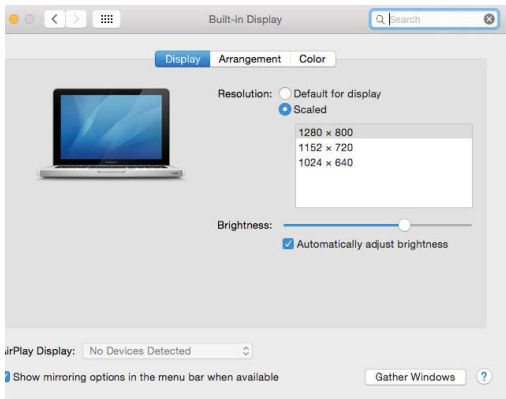 Built-in Display
Search
Display Arrangement Color
Resolution: Default for display
Scaled
1280 × 800
1152 × 720
1024 × 640
Brightness:
Automatically adjust brightness
irPlay Display: No Devices Detected
Show mirroring options in the menu bar when available
Gather Windows ?